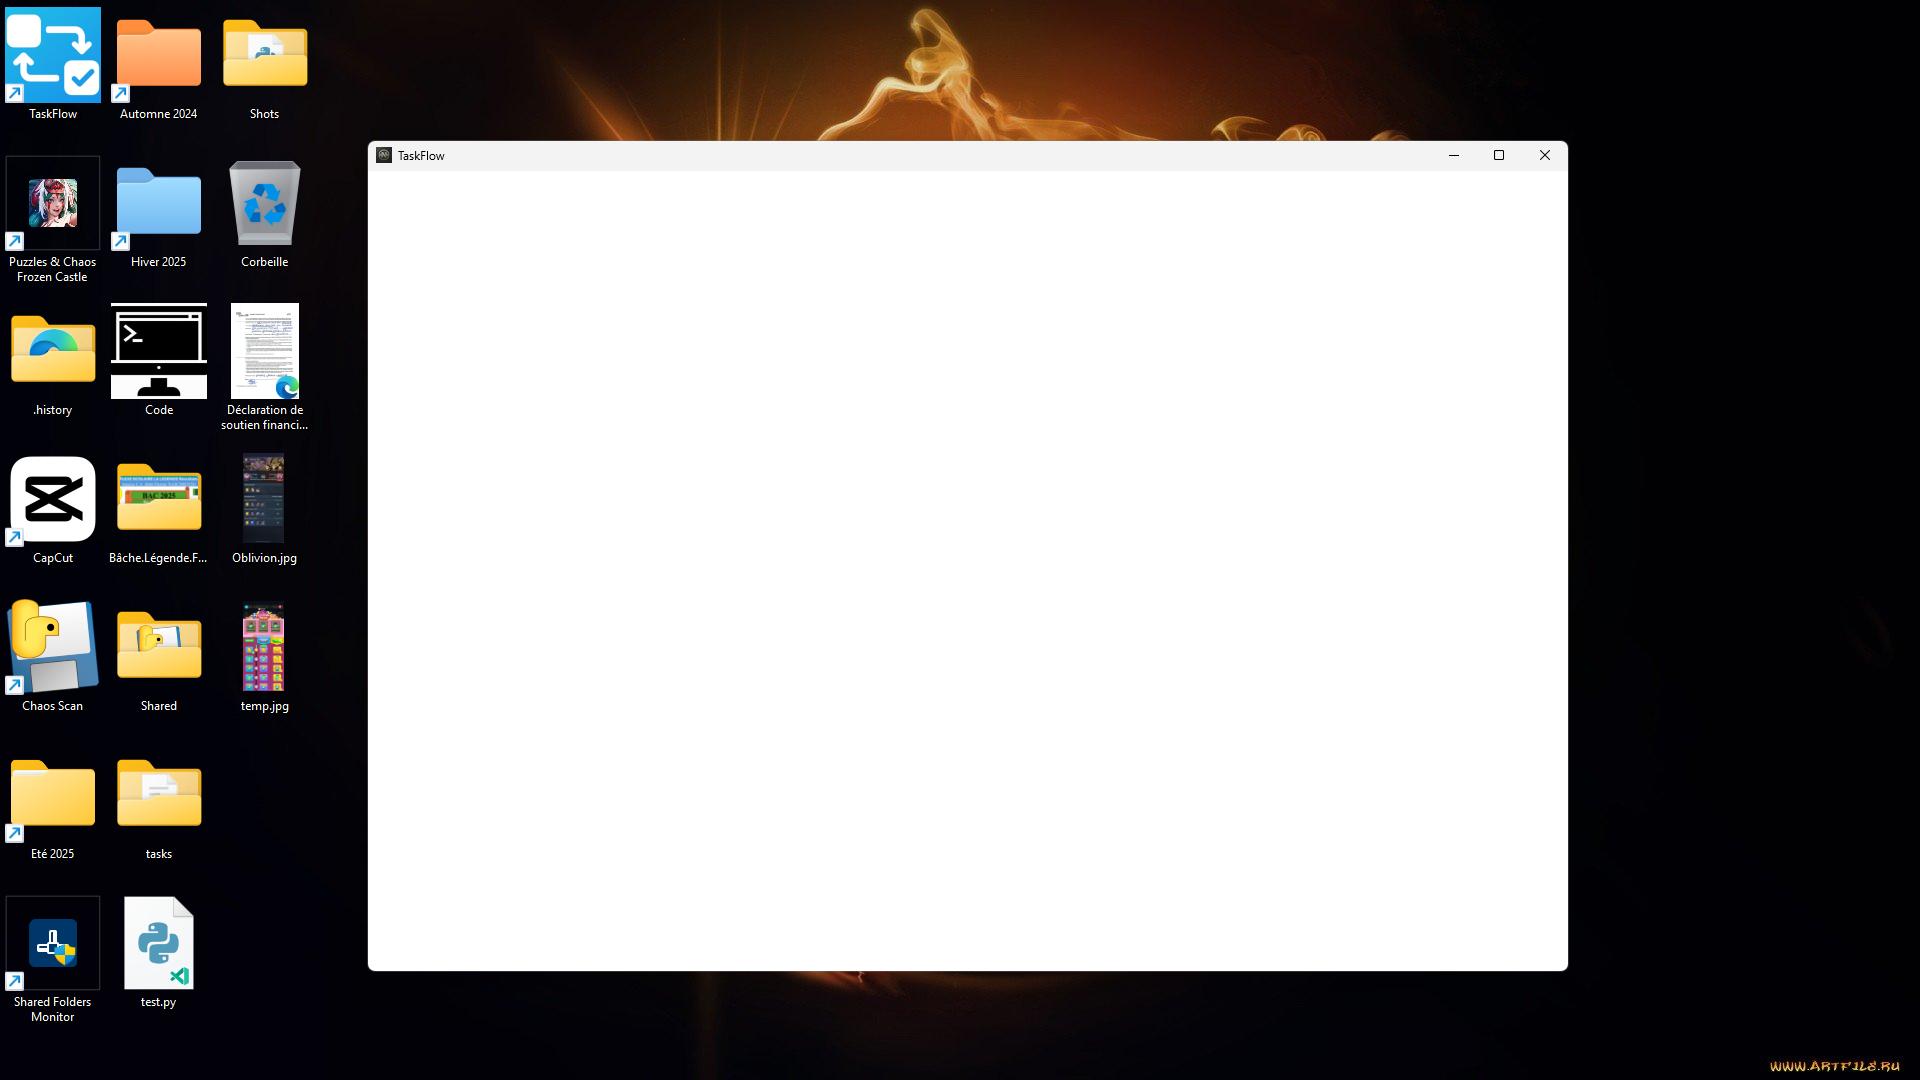 TaskFlow
Automne 2024
Shots
TaskFlow
Puzzles & Chaos
Frozen Castle
Hiver 2025
Corbeille
.history
Code
Déclaration de
soutien financi...
CapCut
BAC 2025
Bâche.Légende.F...
Oblivion.jpg
Chaos Scan
Shared
temp.jpg
Eté 2025
tasks
Shared Folders
Monitor
test.py
WWW.ARTFILE.RU